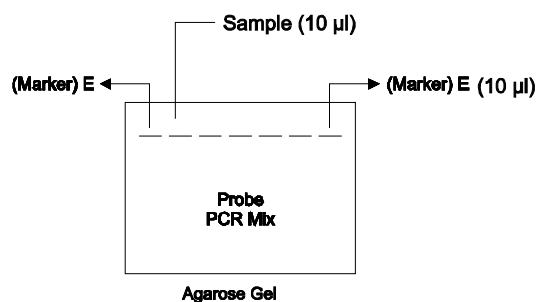 Sample (10 µl)
(Marker) E
(Marker) E (10 µl)
Probe
PCR Mix
Agarose Gel